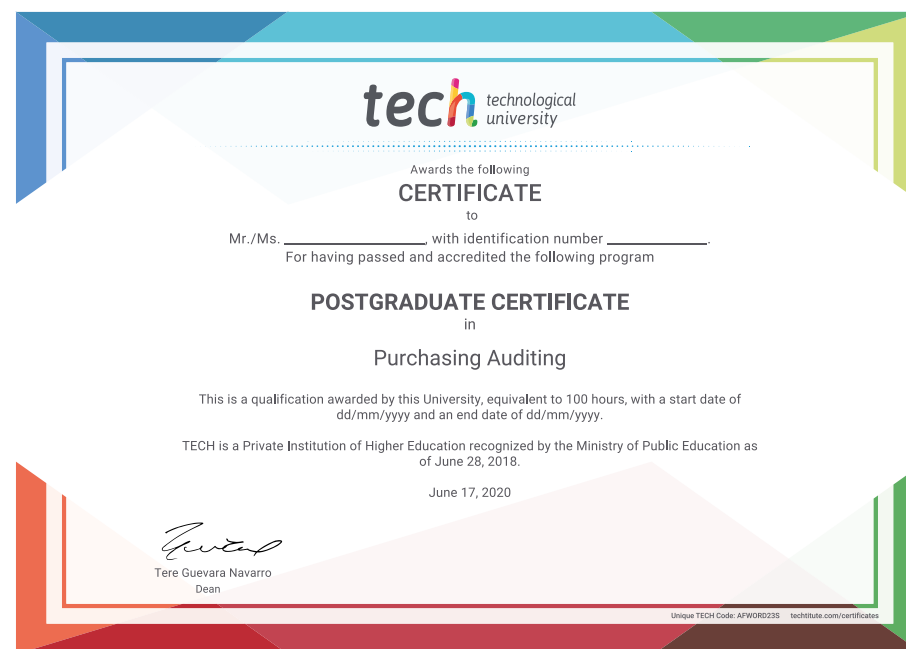 tech technological
university
Awards the following
CERTIFICATE
to
Mr./Ms. ____________________, with identification number ______________.
For having passed and accredited the following program
POSTGRADUATE CERTIFICATE
in
Purchasing Auditing
This is a qualification awarded by this University, equivalent to 100 hours, with a start date of
dd/mm/yyyy and an end date of dd/mm/yyyy.
TECH is a Private Institution of Higher Education recognized by the Ministry of Public Education as
of June 28, 2018.
June 17, 2020
Tere Guevara Navarro
Dean
Unique TECH Code: AFWORD23S techtitute.com/certificates